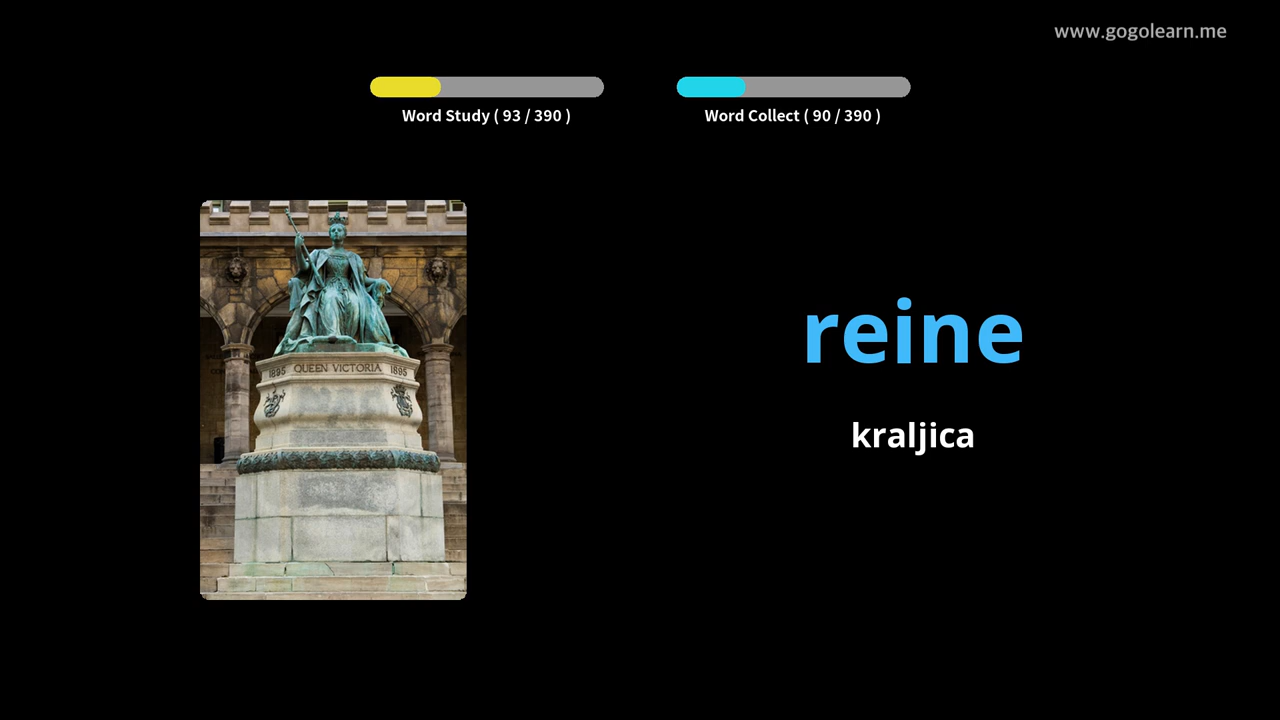 www.gogolearn.me
Word Study ( 93 / 390 )
Word Collect ( 90 / 390 )
1895 QUEEN VICTORIA 1895
reine
kraljica